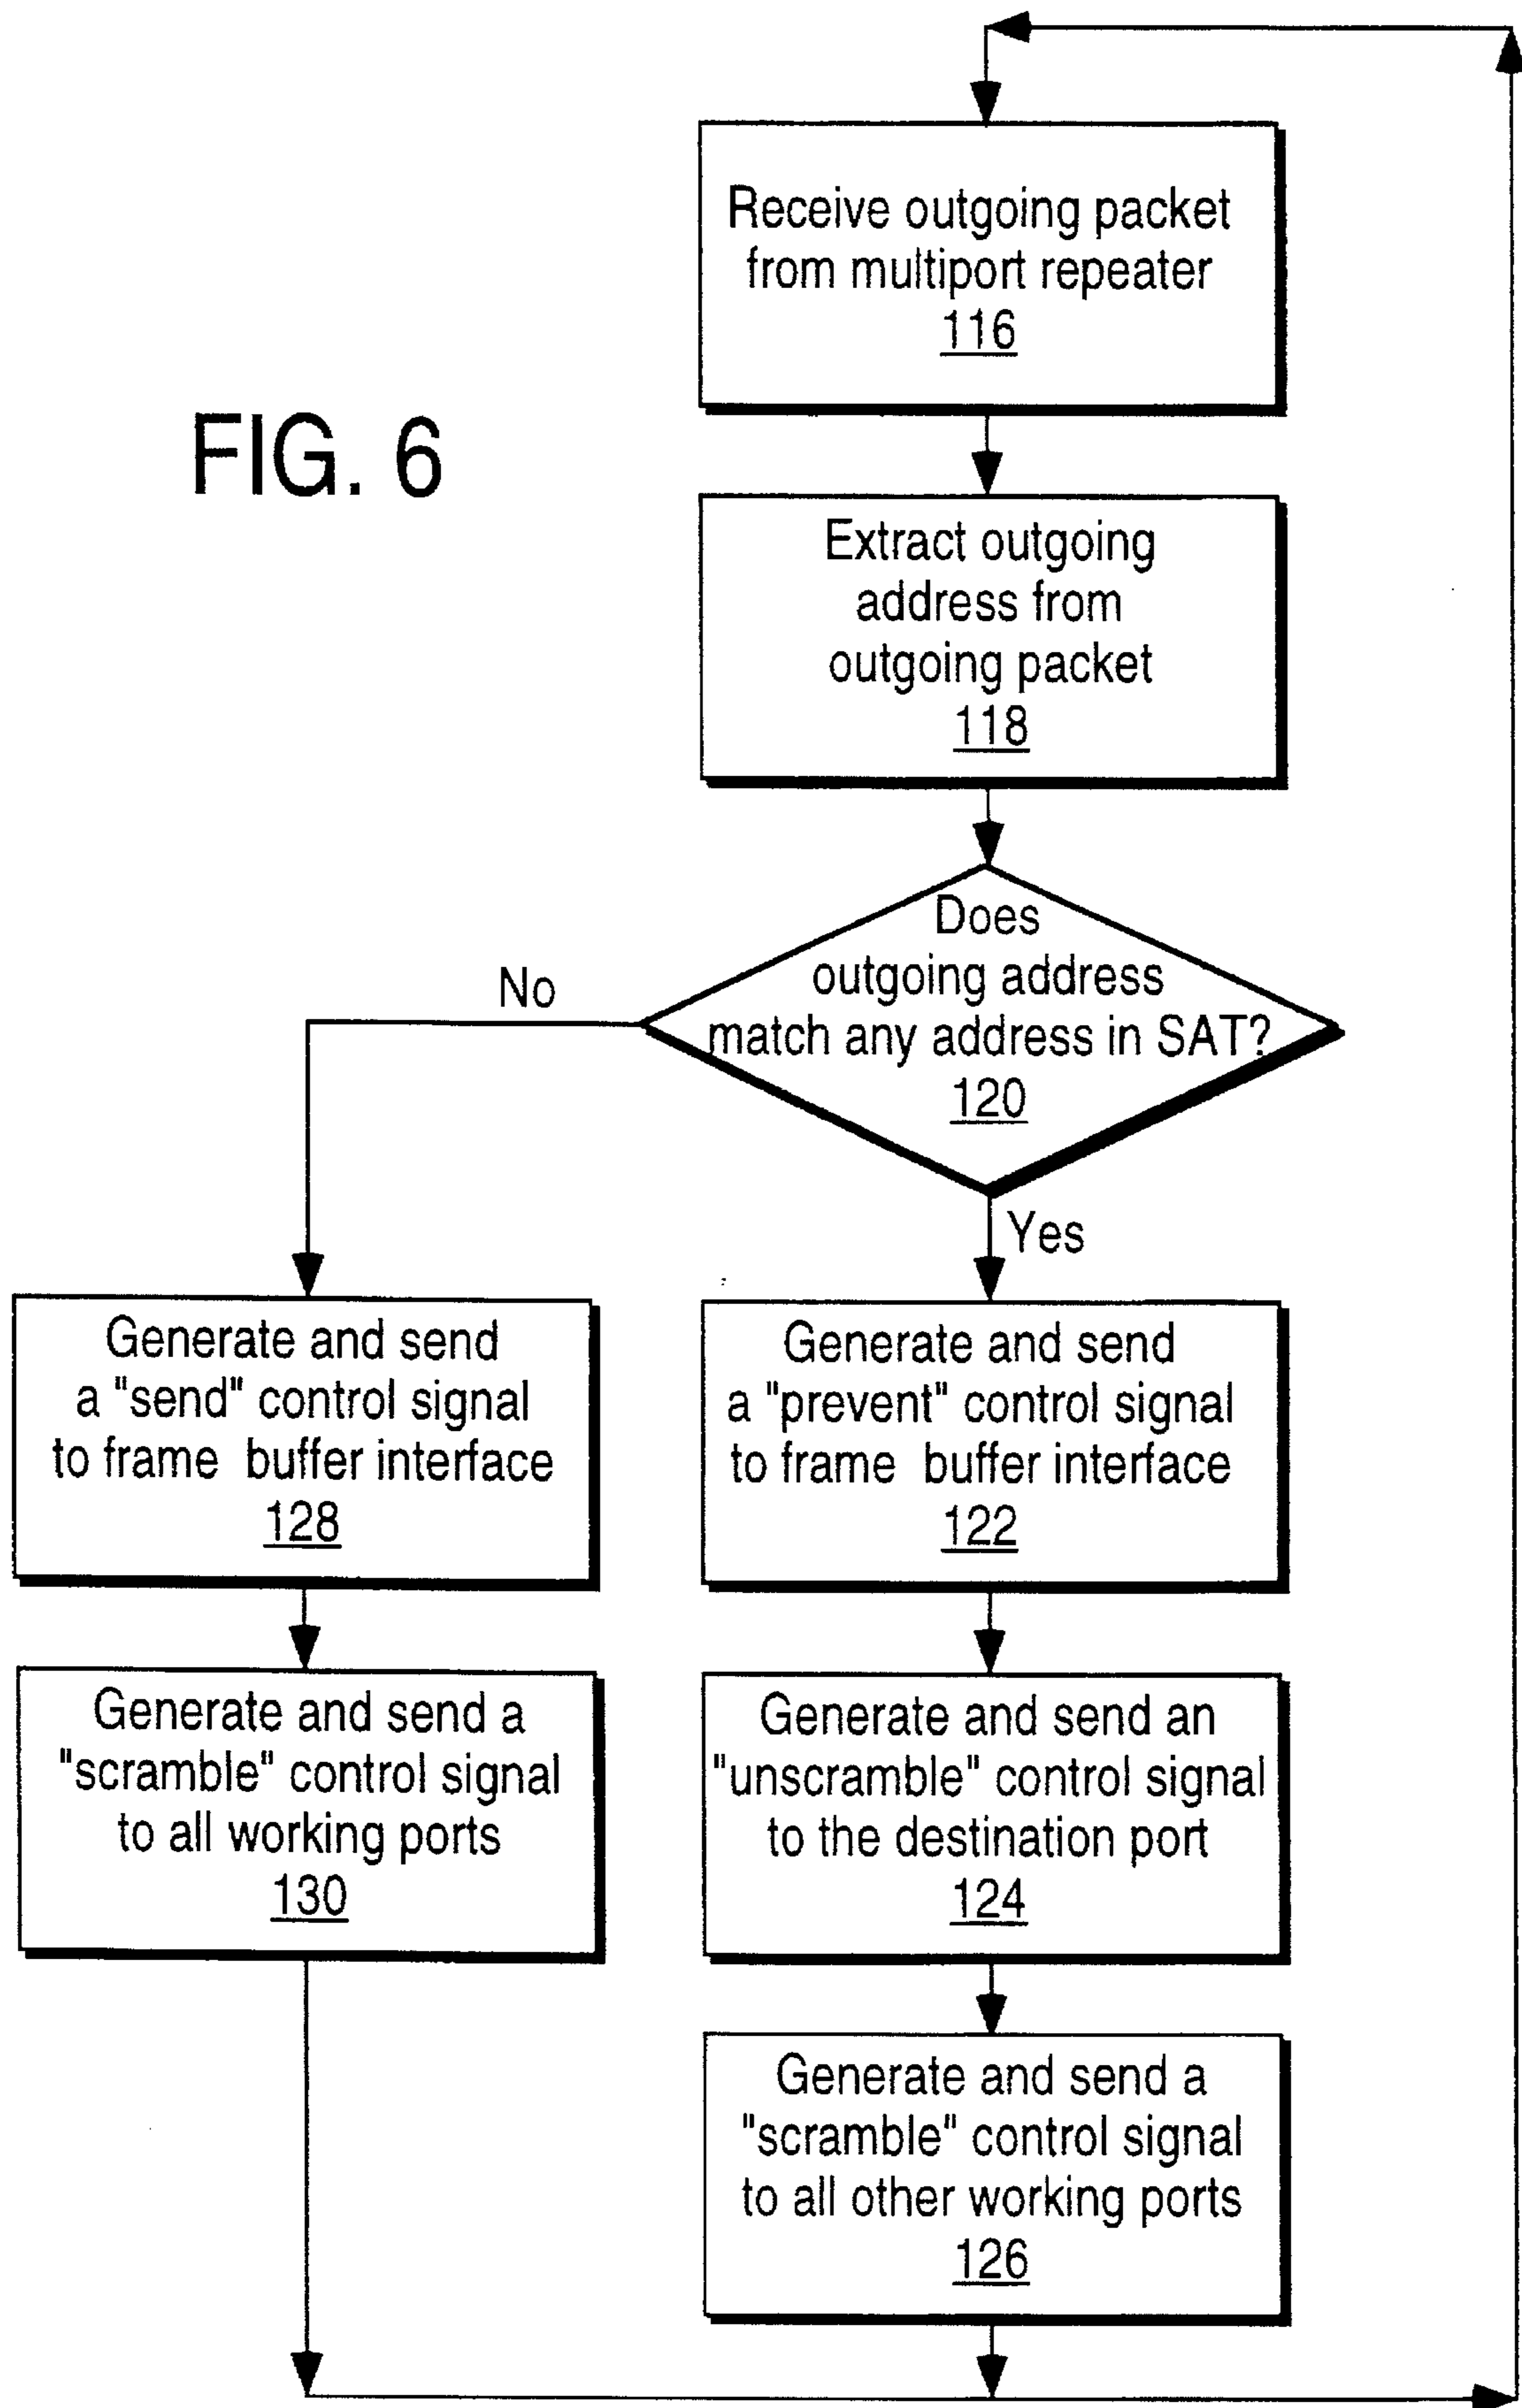 FIG. 6
Receive outgoing packet
from multiport repeater
116
Extract outgoing
address from
outgoing packet
118
Does
outgoing address
match any address in SAT?
120
No
Yes
Generate and send
a "send" control signal
to frame buffer interface
128
Generate and send
a "prevent" control signal
to frame buffer interface
122
Generate and send a
"scramble" control signal
to all working ports
130
Generate and send an
"unscramble" control signal
to the destination port
124
Generate and send a
"scramble" control signal
to all other working ports
126